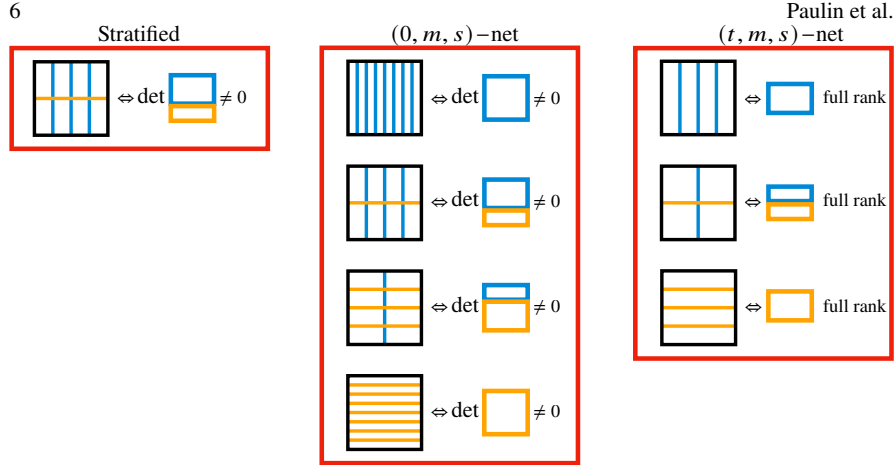 6 Paulin et al.
Stratified (0, m, s)−net (t, m, s)−net
⇔ det ≠ 0 ⇔ det ≠ 0 ⇔ full rank
⇔ det ≠ 0 ⇔ full rank
⇔ det ≠ 0 ⇔ full rank
⇔ det ≠ 0